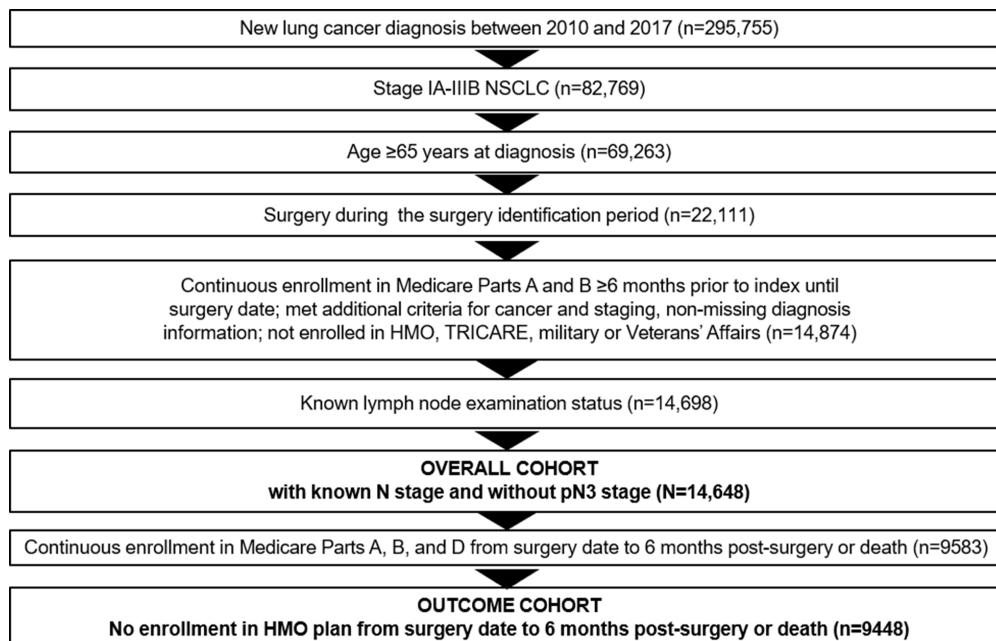 New lung cancer diagnosis between 2010 and 2017 (n=295,755)
Stage IA-IIIB NSCLC (n=82,769)
Age ≥65 years at diagnosis (n=69,263)
Surgery during the surgery identification period (n=22,111)
Continuous enrollment in Medicare Parts A and B ≥6 months prior to index until
surgery date; met additional criteria for cancer and staging, non-missing diagnosis
information; not enrolled in HMO, TRICARE, military or Veterans' Affairs (n=14,874)
Known lymph node examination status (n=14,698)
OVERALL COHORT
with known N stage and without pN3 stage (N=14,648)
Continuous enrollment in Medicare Parts A, B, and D from surgery date to 6 months post-surgery or death (n=9583)
OUTCOME COHORT
No enrollment in HMO plan from surgery date to 6 months post-surgery or death (n=9448)